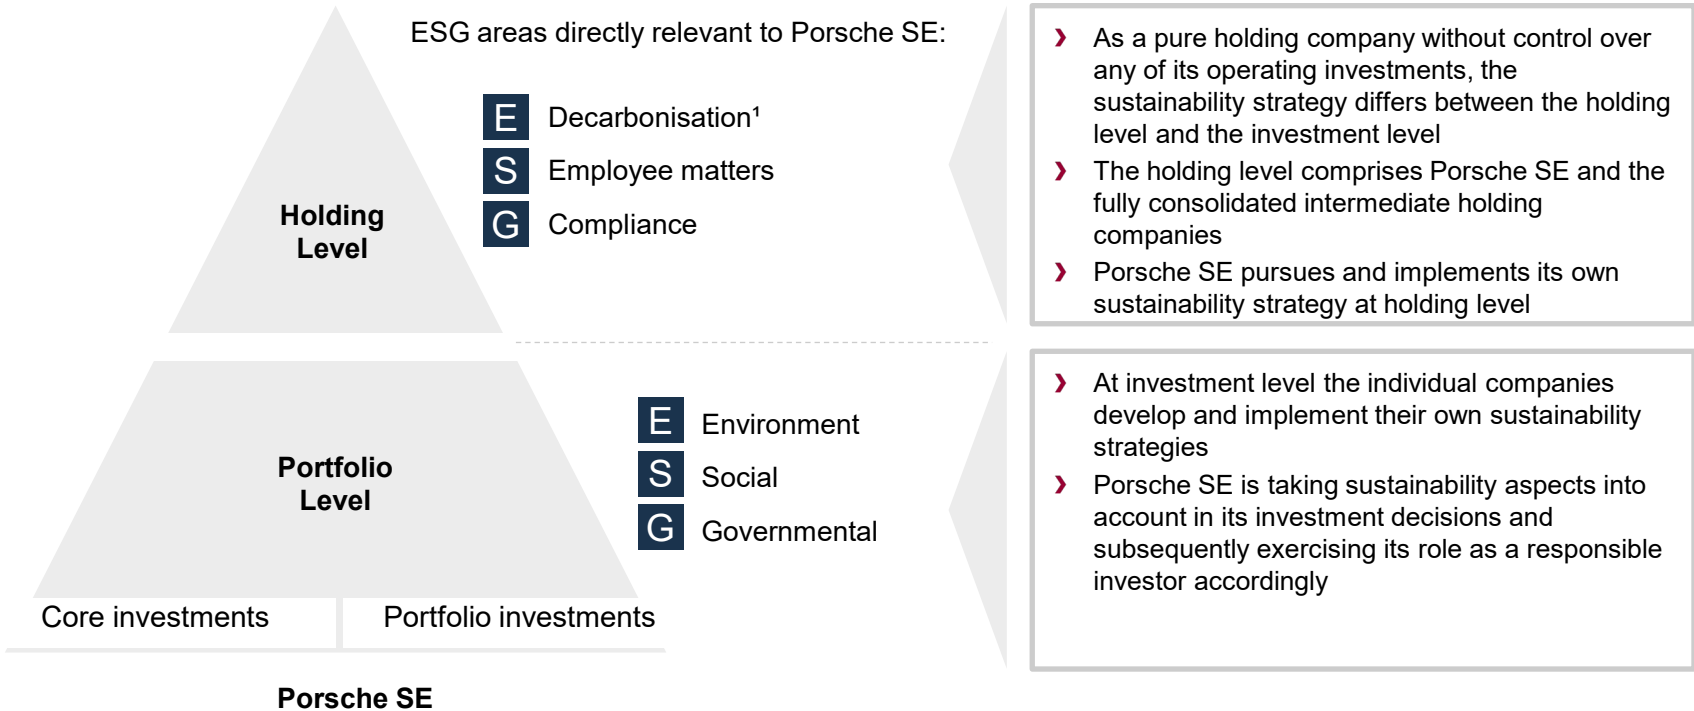 ESG areas directly relevant to Porsche SE:
E Decarbonisation¹
S Employee matters
G Compliance
Holding
Level
› As a pure holding company without control over
any of its operating investments, the
sustainability strategy differs between the holding
level and the investment level
› The holding level comprises Porsche SE and the
fully consolidated intermediate holding
companies
› Porsche SE pursues and implements its own
sustainability strategy at holding level
Portfolio
Level
E Environment
S Social
G Governmental
› At investment level the individual companies
develop and implement their own sustainability
strategies
› Porsche SE is taking sustainability aspects into
account in its investment decisions and
subsequently exercising its role as a responsible
investor accordingly
Core investments
Portfolio investments
Porsche SE